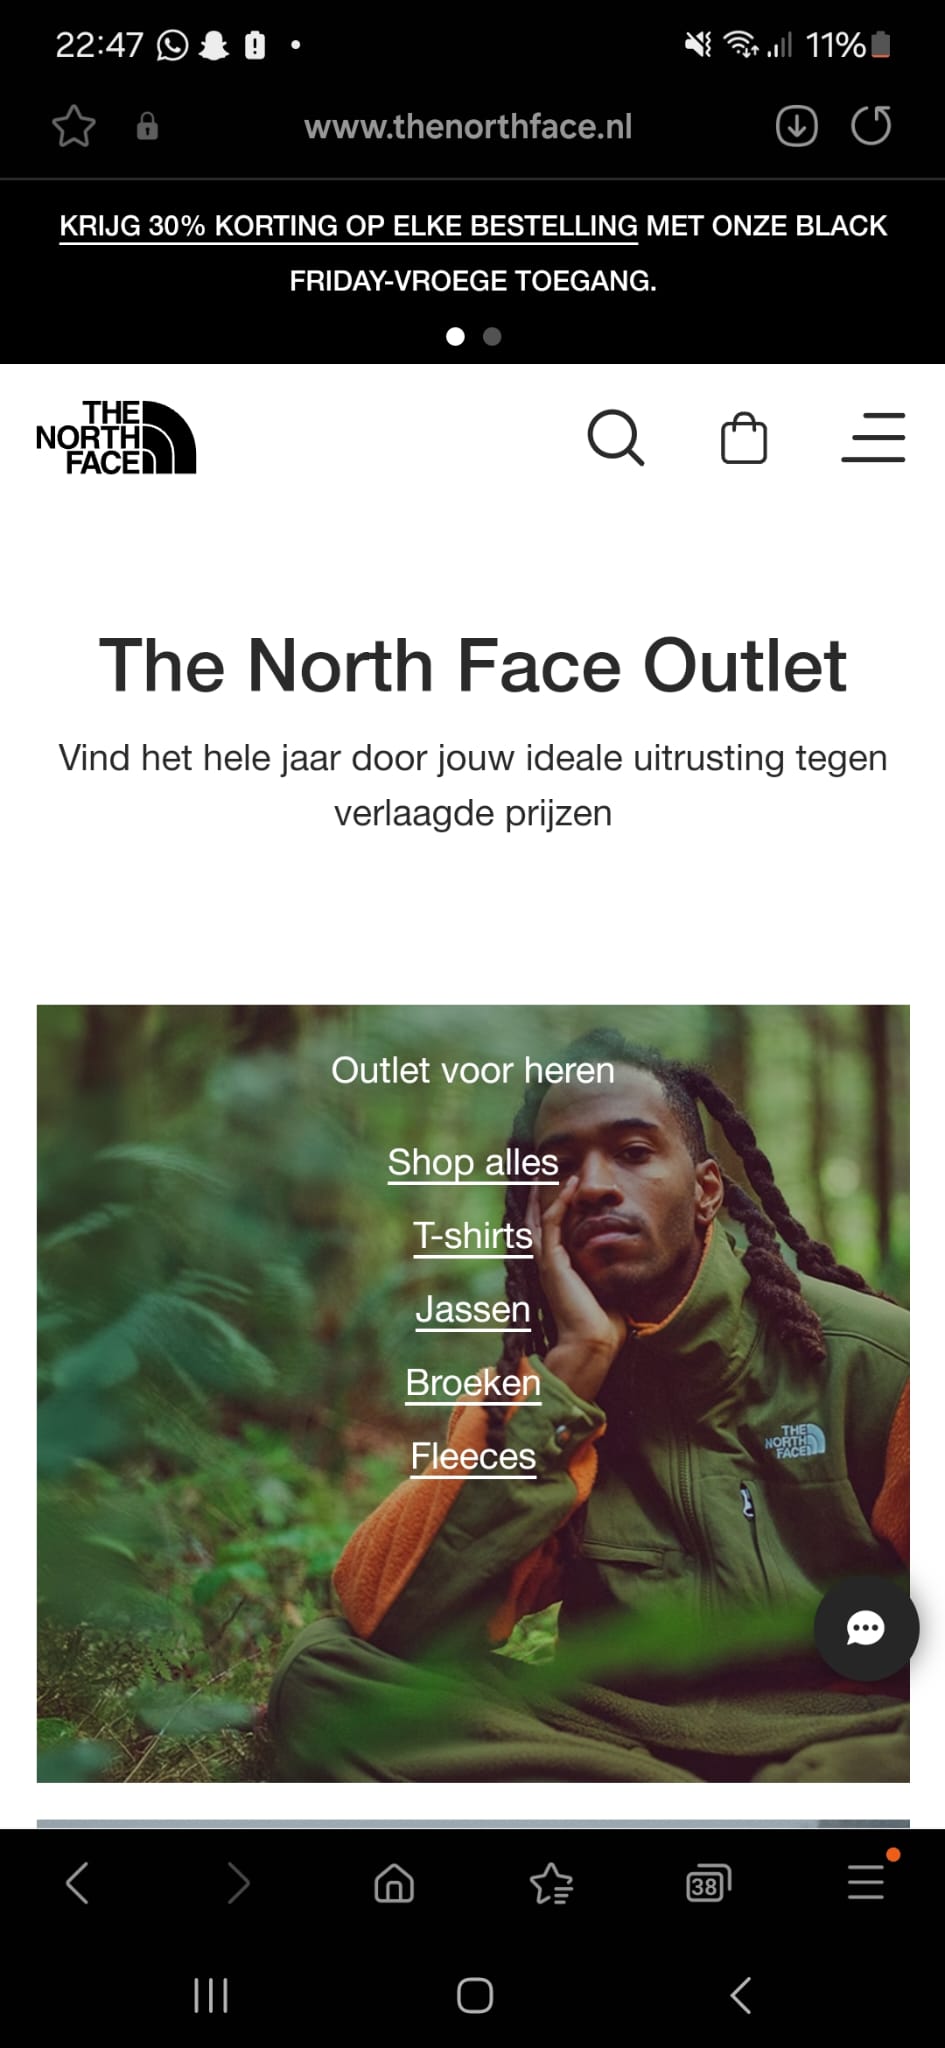 22:47
11%
www.thenorthface.nl
KRIJG 30% KORTING OP ELKE BESTELLING MET ONZE BLACK
FRIDAY-VROEGE TOEGANG.
THE
NORTH
FACE
The North Face Outlet
Vind het hele jaar door jouw ideale uitrusting tegen
verlaagde prijzen
Outlet voor heren
Shop alles
T-shirts
Jassen
Broeken
Fleeces
THE
NORTH
FACE
38